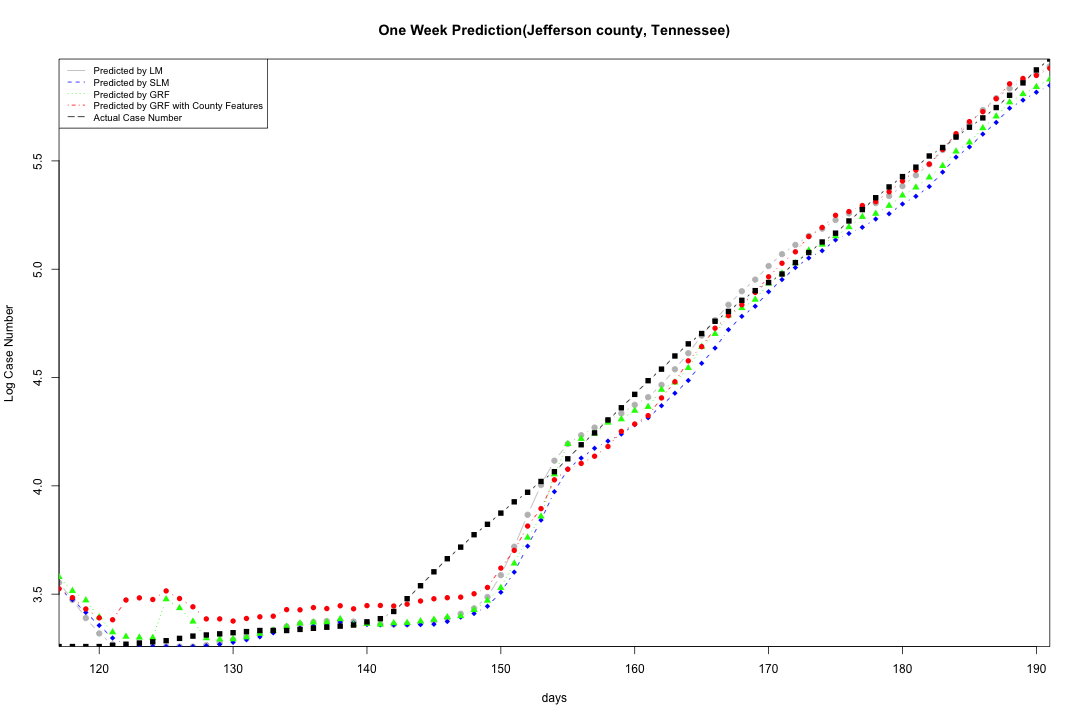 One Week Prediction(Jefferson county, Tennessee)
Predicted by LM
Predicted by SLM
Predicted by GRF
Predicted by GRF with County Features
Actual Case Number
Log Case Number
5.5
5.0
4.5
4.0
3.5
120 130 140 150 160 170 180 190
days